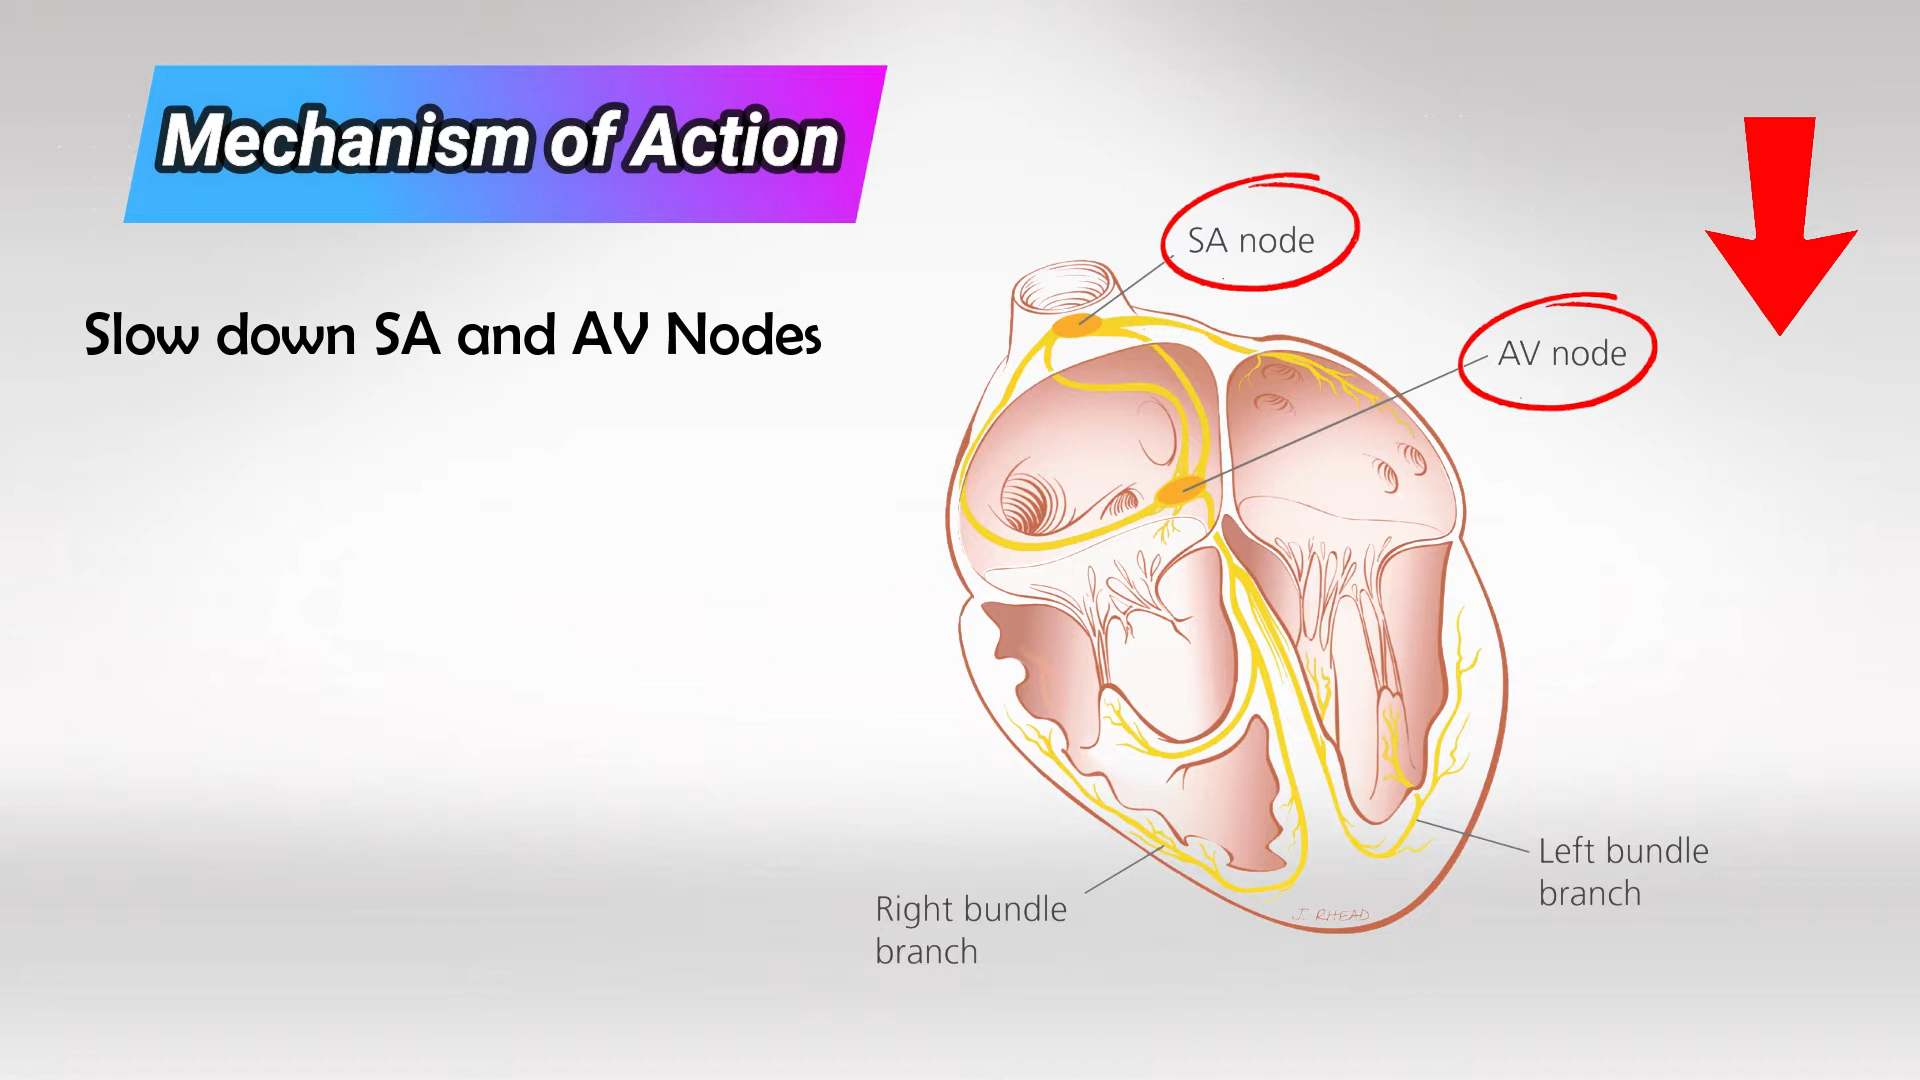 Mechanism of Action
SA node
Slow down SA and AV Nodes
AV node
Left bundle
branch
Right bundle
branch
J. RHEAD